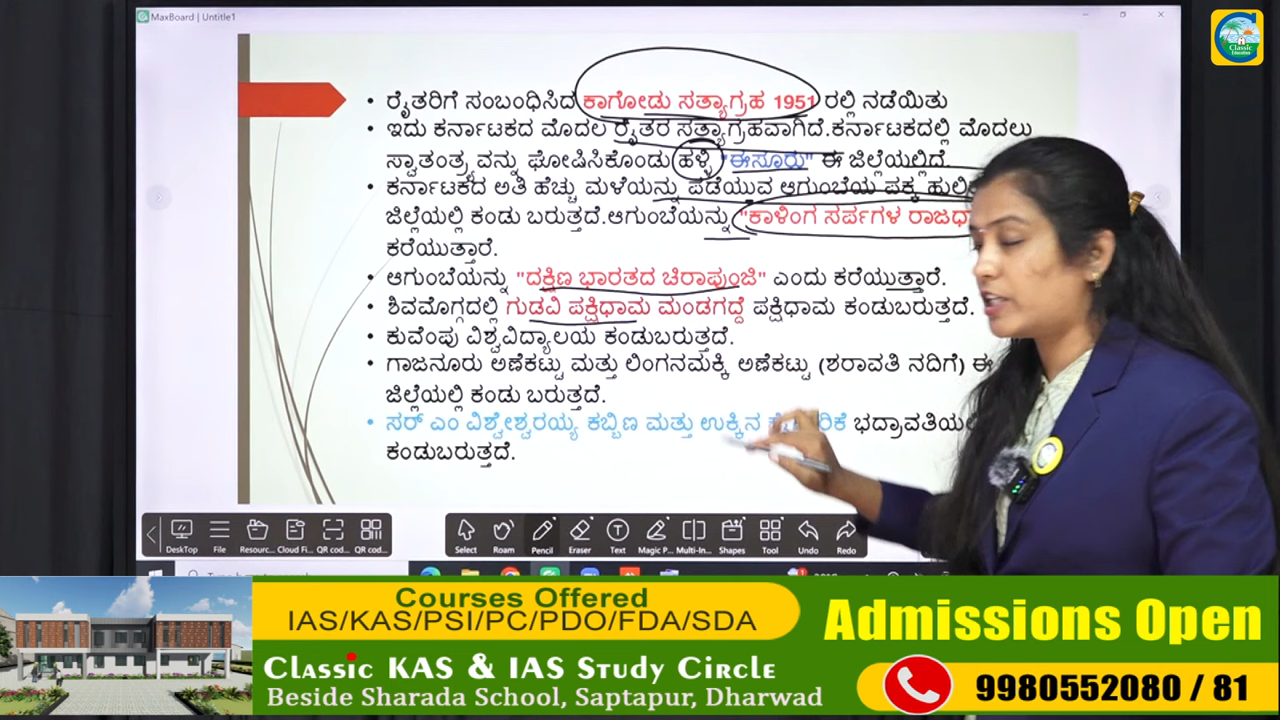 MaxBoard | Untitle1
Classic
Education
ರೈತರಿಗೆ ಸಂಬಂಧಿಸಿದ ಕಾಗೋಡು ಸತ್ಯಾಗ್ರಹ 1951 ರಲ್ಲಿ ನಡೆಯಿತು
ಇದು ಕರ್ನಾಟಕದ ಮೊದಲ ರೈತರ ಸತ್ಯಾಗ್ರಹವಾಗಿದೆ.ಕರ್ನಾಟಕದಲ್ಲಿ ಮೊದಲು
ಸ್ವಾತಂತ್ರ್ಯವನ್ನು ಘೋಷಿಸಿಕೊಂಡು ಹಳ್ಳಿ "ಈಸೂರು" ಈ ಜಿಲ್ಲೆಯಲ್ಲಿದೆ.
ಕರ್ನಾಟಕದ ಅತಿ ಹೆಚ್ಚು ಮಳೆಯನ್ನು ಪಡೆಯುವ ಆಗುಂಬೆಯ ಪಕ್ಕ
ಜಿಲ್ಲೆಯಲ್ಲಿ ಕಂಡು ಬರುತ್ತದೆ.ಆಗುಂಬೆಯನ್ನು "ಕಾಳಿಂಗ ಸರ್ಪಗಳ
ಕರೆಯುತ್ತಾರೆ.
ಆಗುಂಬೆಯನ್ನು "ದಕ್ಷಿಣ ಭಾರತದ ಚಿರಾಪುಂಜಿ" ಎಂದು ಕರೆಯುತ್ತಾರೆ.
ಶಿವಮೊಗ್ಗದಲ್ಲಿ ಗುಡವಿ ಪಕ್ಷಿಧಾಮ ಮಂಡಗದ್ದೆ ಪಕ್ಷಿಧಾಮ ಕಂಡುಬರುತ್ತದೆ.
ಕುವೆಂಪು ವಿಶ್ವವಿದ್ಯಾಲಯ ಕಂಡುಬರುತ್ತದೆ.
ಗಾಜನೂರು ಅಣೆಕಟ್ಟು ಮತ್ತು ಲಿಂಗನಮಕ್ಕಿ ಅಣೆಕಟ್ಟು (ಶರಾವತಿ ನದಿಗೆ) ಈ
ಜಿಲ್ಲೆಯಲ್ಲಿ ಕಂಡು ಬರುತ್ತದೆ.
ಸರ್ ಎಂ ವಿಶ್ವೇಶ್ವರಯ್ಯ ಕಬ್ಬಿಣ ಮತ್ತು ಉಕ್ಕಿನ
ಕಂಡುಬರುತ್ತದೆ.
DeskTop File Resourc... Cloud Fi... QR cod... QR cod... Select Roam Pencil Eraser Text Magic P... Multi-In... Shapes Tool Undo Redo
Courses Offered
IAS/KAS/PSI/PC/PDO/FDA/SDA
Classic KAS & IAS Study Circle
Beside Sharada School, Saptapur, Dharwad
Admissions Open
9980552080 / 81